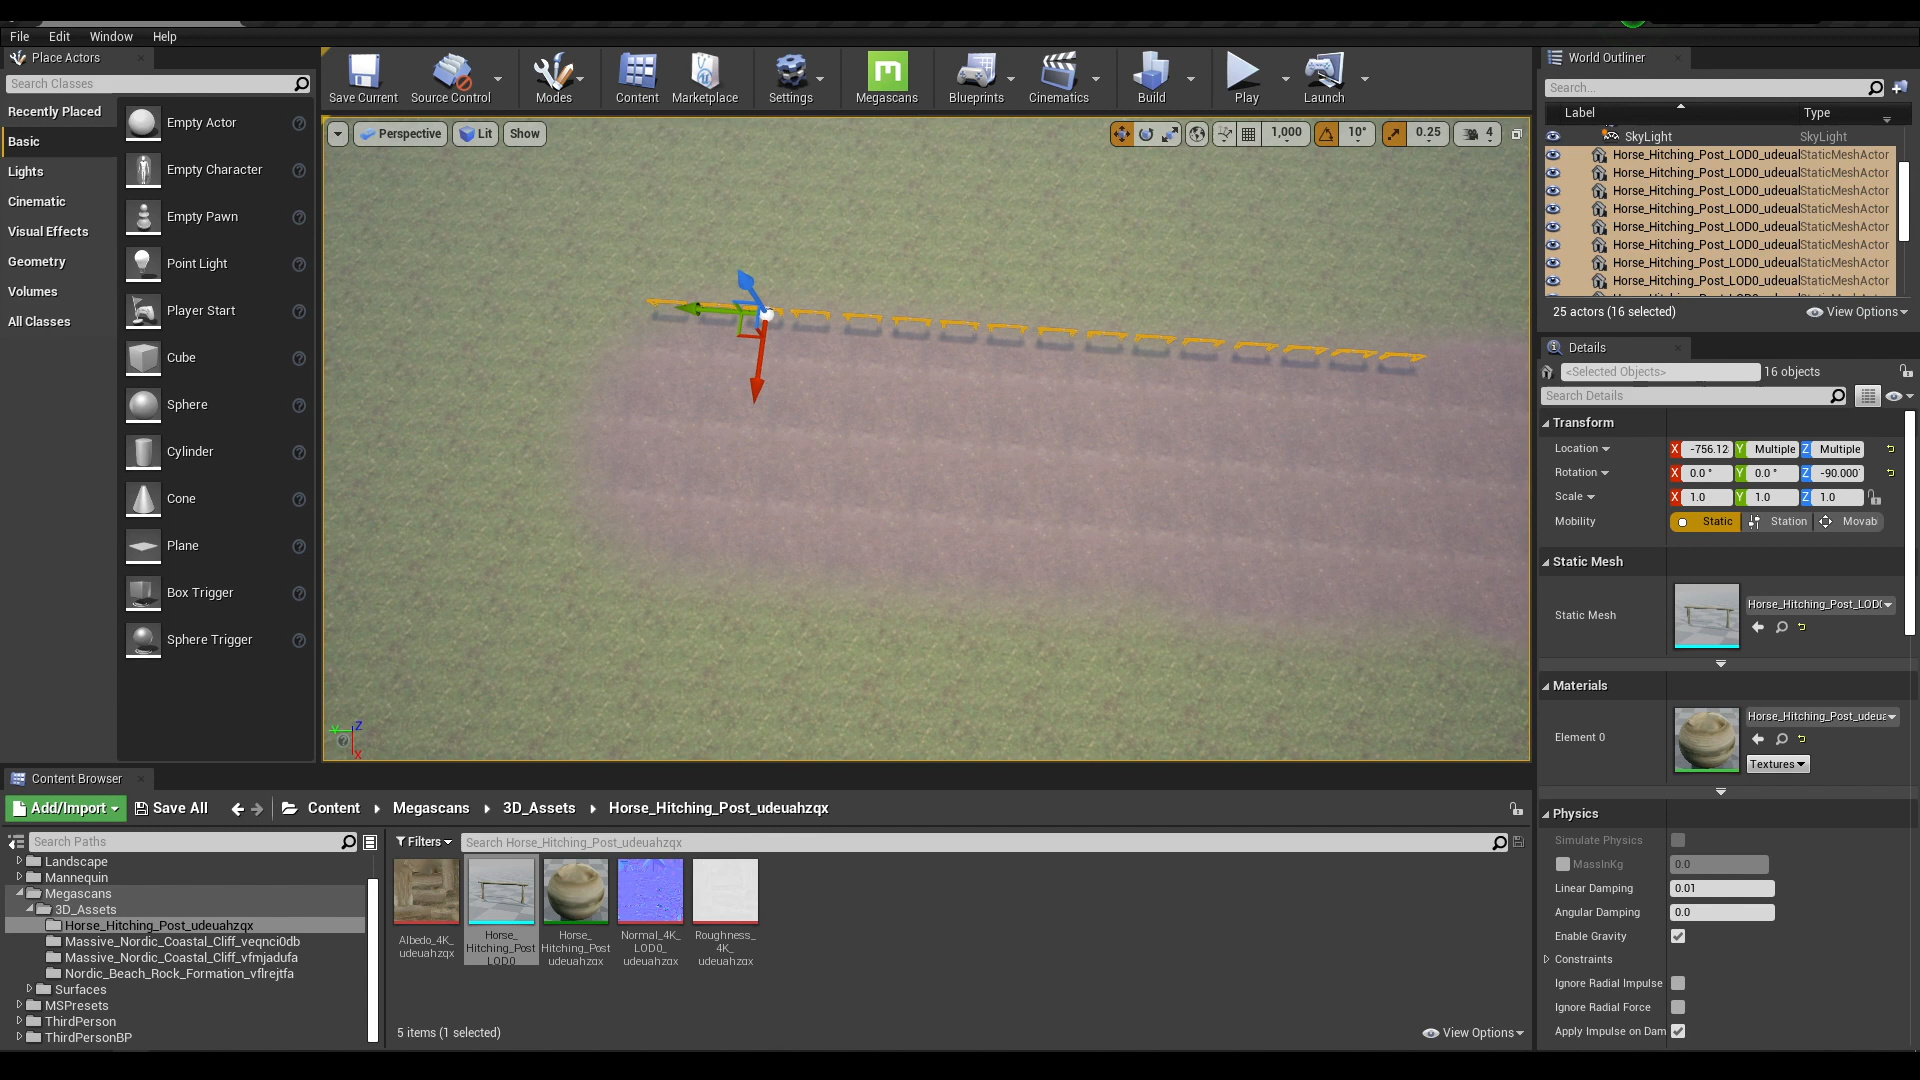 File Edit Window Help
Place Actors
Search Classes
Recently Placed
Basic
Lights
Cinematic
Visual Effects
Geometry
Volumes
All Classes
Empty Actor
Empty Character
Empty Pawn
Point Light
Player Start
Cube
Sphere
Cylinder
Cone
Plane
Box Trigger
Sphere Trigger
Save Current
Source Control
Modes
Content
Marketplace
Settings
Megascans
Blueprints
Cinematics
Build
Play
Launch
Perspective Lit Show
1,000 10° 0.25 4
Z
Y
X
World Outliner
Search...
Label Type
SkyLight SkyLight
Horse_Hitching_Post_LOD0_udeual StaticMeshActor
Horse_Hitching_Post_LOD0_udeual StaticMeshActor
Horse_Hitching_Post_LOD0_udeual StaticMeshActor
Horse_Hitching_Post_LOD0_udeual StaticMeshActor
Horse_Hitching_Post_LOD0_udeual StaticMeshActor
Horse_Hitching_Post_LOD0_udeual StaticMeshActor
Horse_Hitching_Post_LOD0_udeual StaticMeshActor
Horse_Hitching_Post_LOD0_udeual StaticMeshActor
25 actors (16 selected) View Options
Details
<Selected Objects> 16 objects
Search Details
Transform
Location X -756.12 Y Multiple Z Multiple
Rotation X 0.0 ° Y 0.0 ° Z -90.000
Scale X 1.0 Y 1.0 Z 1.0
Mobility Static Station Movab
Static Mesh
Static Mesh Horse_Hitching_Post_LOD(
Materials
Element 0 Horse_Hitching_Post_udeua
Textures
Physics
Simulate Physics
MassInKg 0.0
Linear Damping 0.01
Angular Damping 0.0
Enable Gravity
Constraints
Ignore Radial Impulse
Ignore Radial Force
Apply Impulse on Dam
Content Browser
Add/Import Save All Content Megascans 3D_Assets Horse_Hitching_Post_udeuahzqx
Search Paths
Landscape
Mannequin
Megascans
3D_Assets
Horse_Hitching_Post_udeuahzqx
Massive_Nordic_Coastal_Cliff_veqnci0db
Massive_Nordic_Coastal_Cliff_vfmjadufa
Nordic_Beach_Rock_Formation_vflrejtfa
Surfaces
MSPresets
ThirdPerson
ThirdPersonBP
Filters Search Horse_Hitching_Post_udeuahzqx
Albedo_4K_
udeuahzqx
Horse_
Hitching_Post
LOD0
Horse_
Hitching_Post
udeuahzqx
Normal_4K_
LOD0_
udeuahzqx
Roughness_
4K_
udeuahzqx
5 items (1 selected) View Options